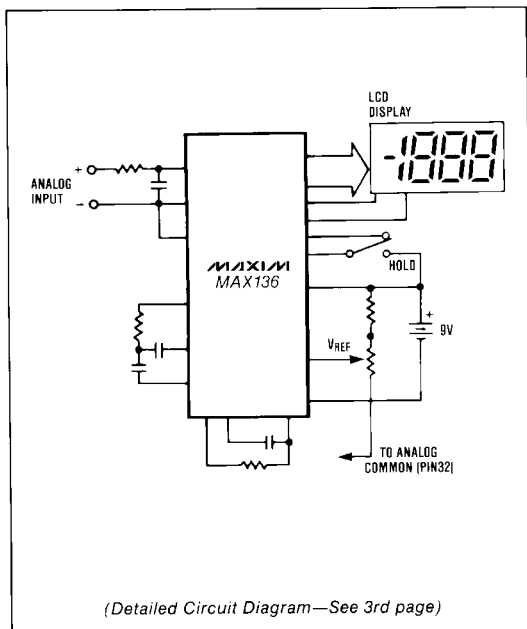 LCD
DISPLAY
-1888
+
ANALOG
INPUT
-
MAXIM
MAX136
HOLD
+
9V
VREF
TO ANALOG
COMMON (PIN32)
(Detailed Circuit Diagram—See 3rd page)